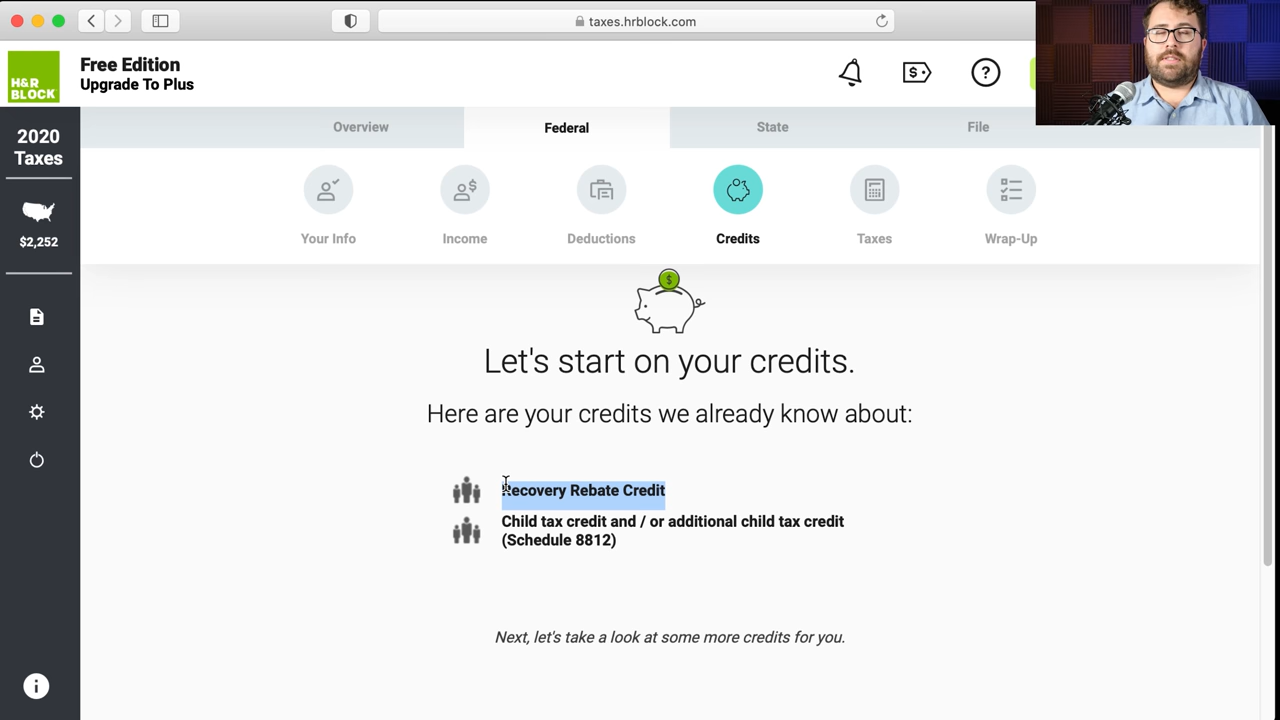 taxes.hrblock.com
H&R
BLOCK
Free Edition
Upgrade To Plus
$
?
2020
Taxes
$2,252
i
Overview
Federal
State
File
$
Your Info
Income
Deductions
Credits
Taxes
Wrap-Up
$
Let's start on your credits.
Here are your credits we already know about:
Recovery Rebate Credit
Child tax credit and / or additional child tax credit
(Schedule 8812)
Next, let's take a look at some more credits for you.